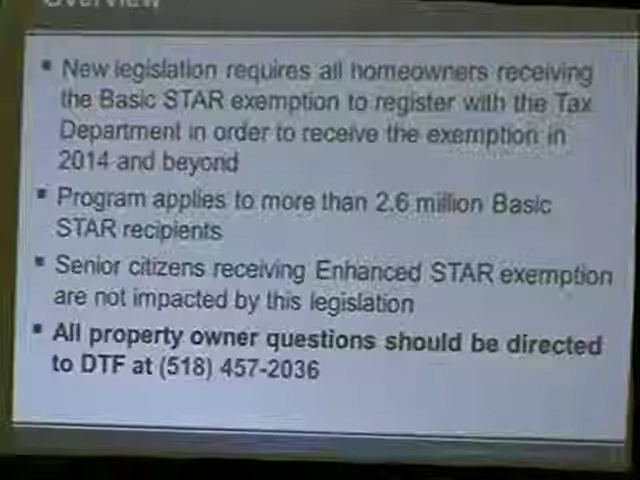 Overview
▪ New legislation requires all homeowners receiving
the Basic STAR exemption to register with the Tax
Department in order to receive the exemption in
2014 and beyond
▪ Program applies to more than 2.6 million Basic
STAR recipients
▪ Senior citizens receiving Enhanced STAR exemption
are not impacted by this legislation
▪ All property owner questions should be directed
to DTF at (518) 457-2036